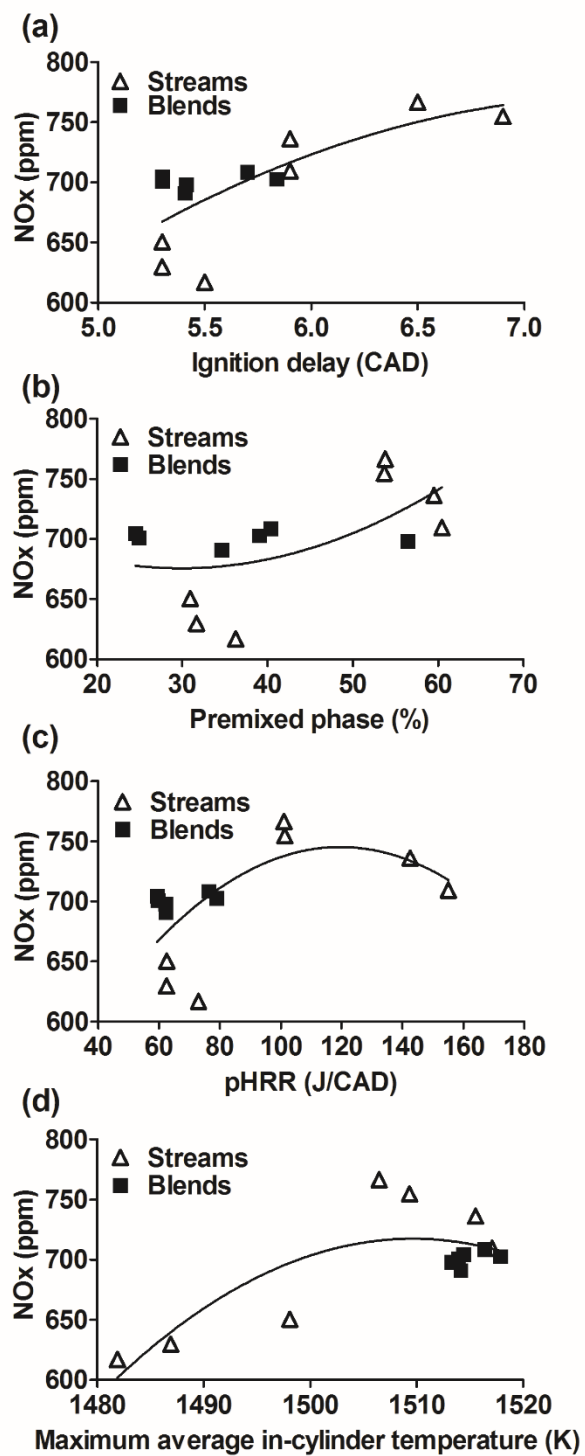 (a)
800
Streams
Blends
750
700
650
600
NOx (ppm)
5.0 5.5 6.0 6.5 7.0
Ignition delay (CAD)
(b)
800
Streams
Blends
750
700
650
600
NOx (ppm)
20 30 40 50 60 70
Premixed phase (%)
(c)
800
Streams
Blends
750
700
650
600
NOx (ppm)
40 60 80 100 120 140 160 180
pHRR (J/CAD)
(d)
800
Streams
Blends
750
700
650
600
NOx (ppm)
1480 1490 1500 1510 1520
Maximum average in-cylinder temperature (K)